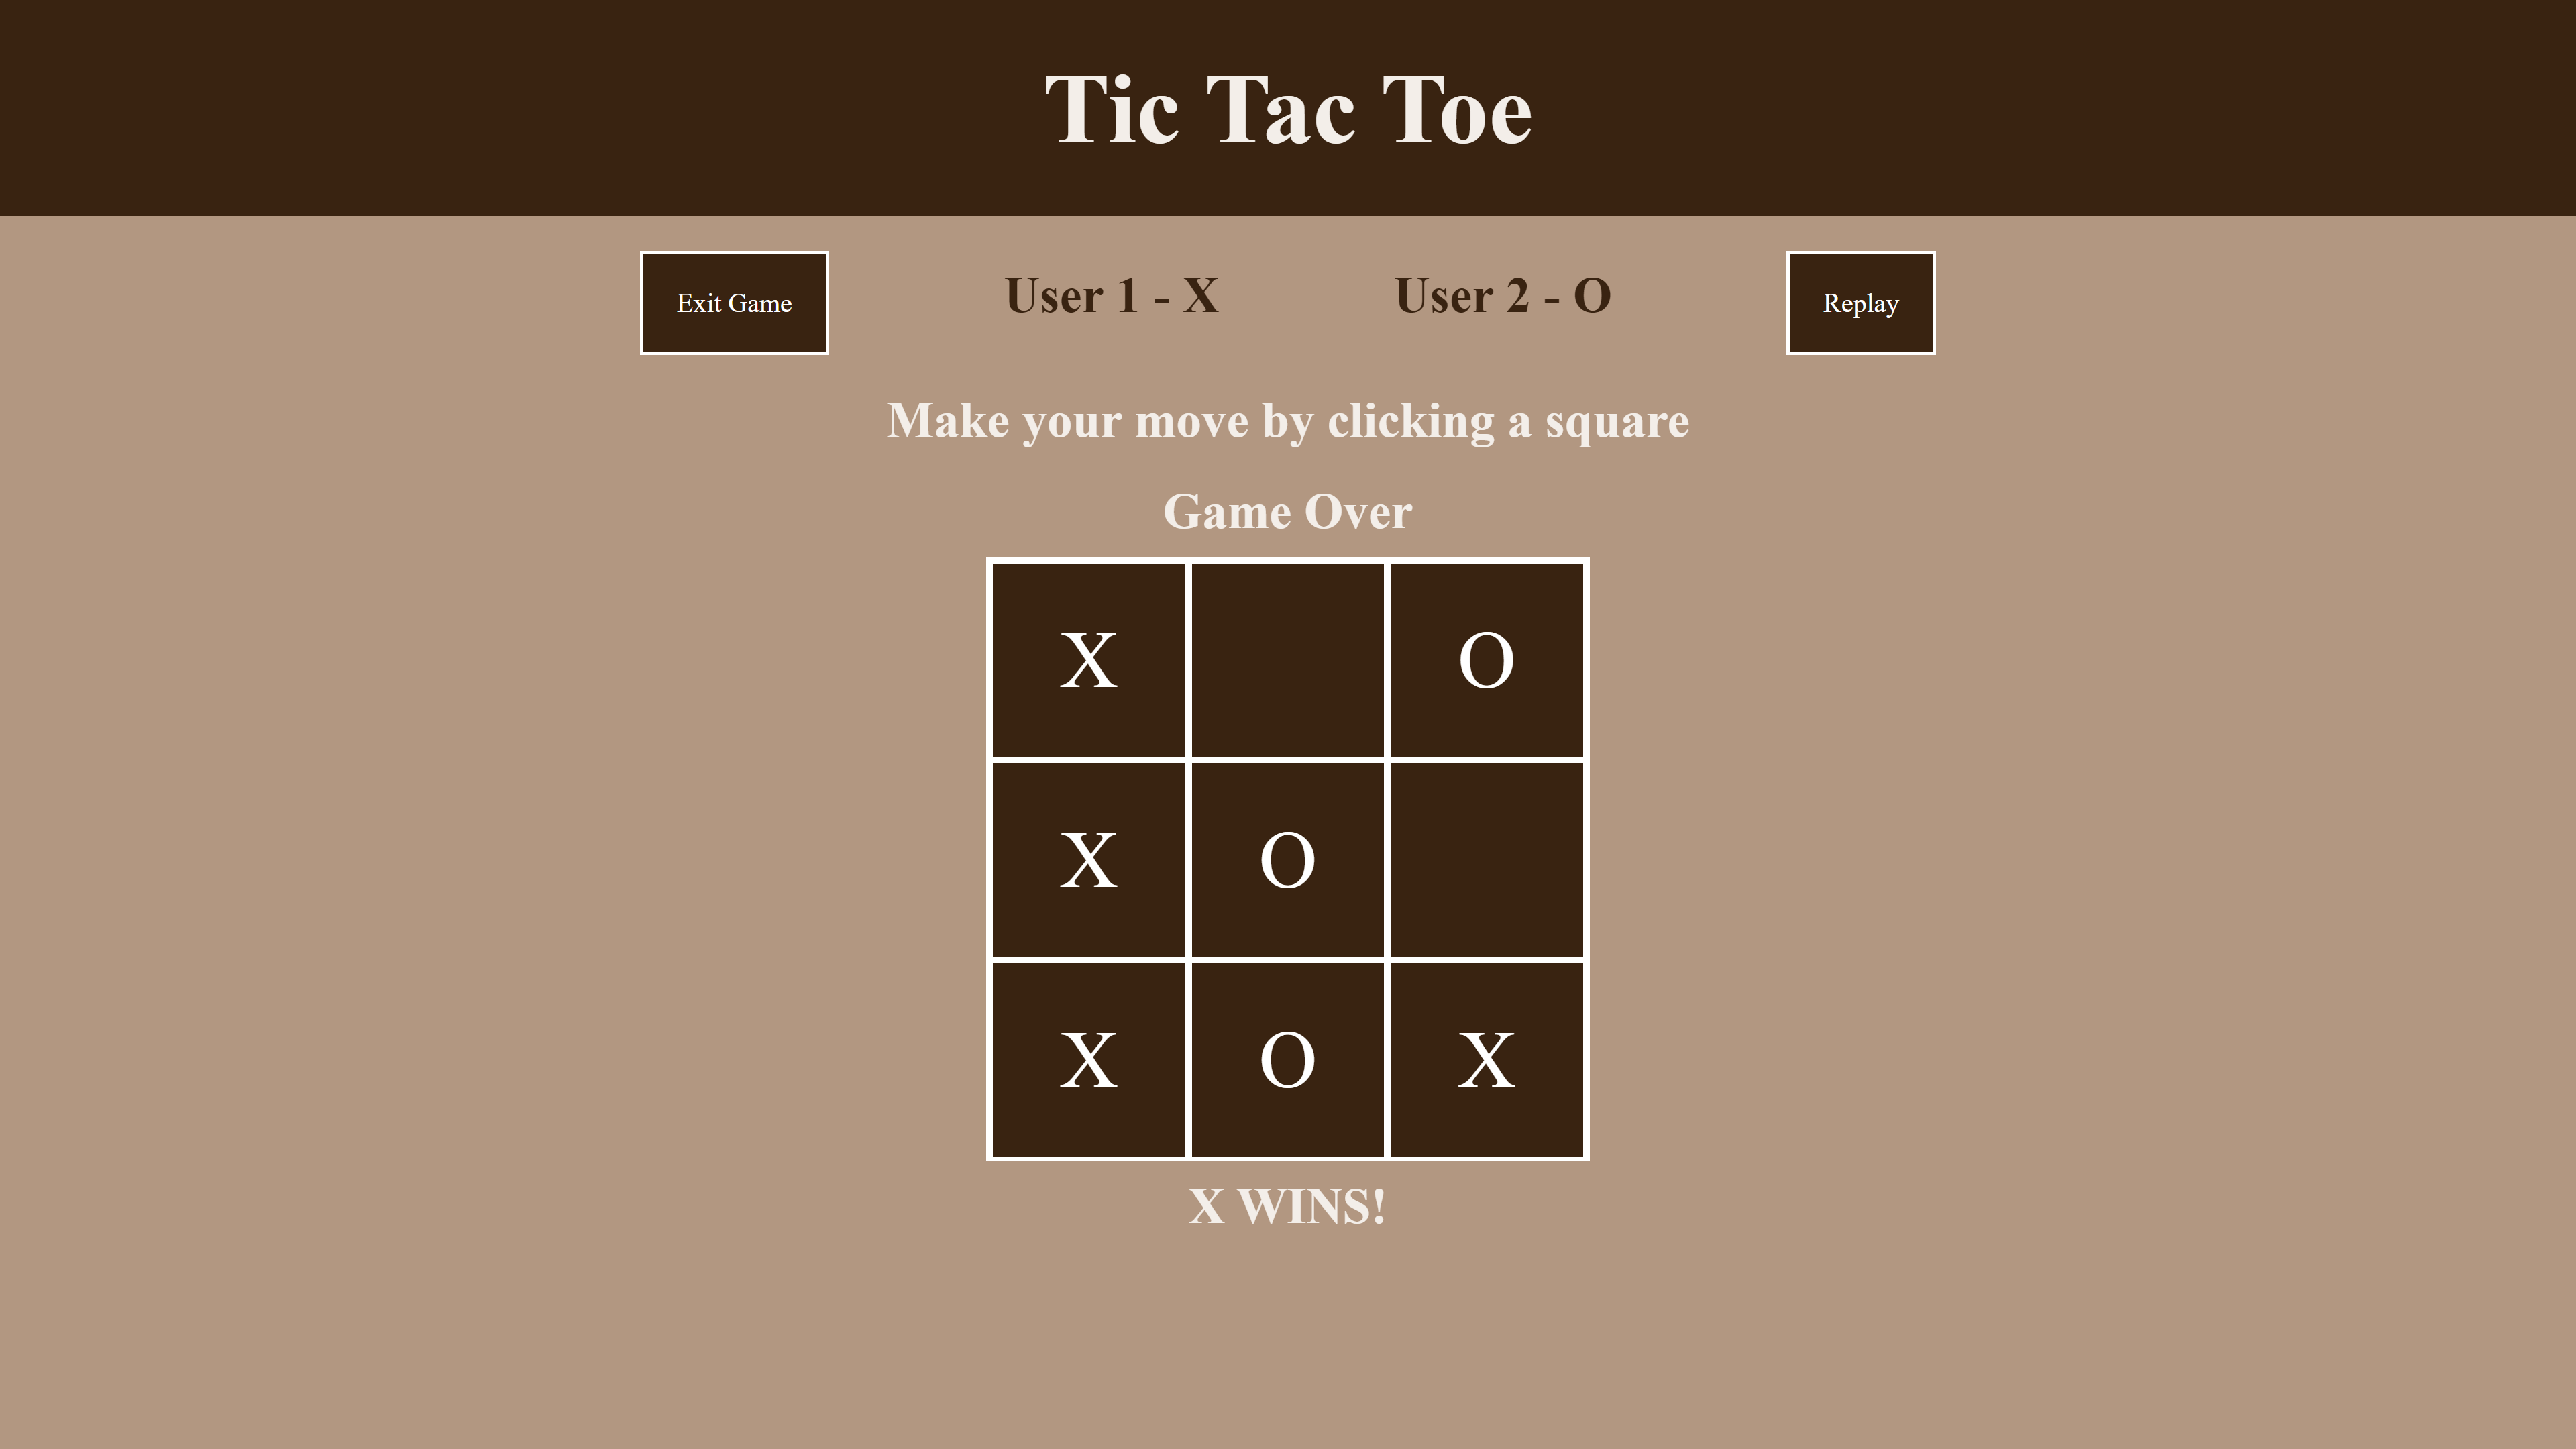 Tic Tac Toe
Exit Game
User 1 - X
User 2 - O
Replay
Make your move by clicking a square
Game Over
X O
X O
X O X
X WINS!